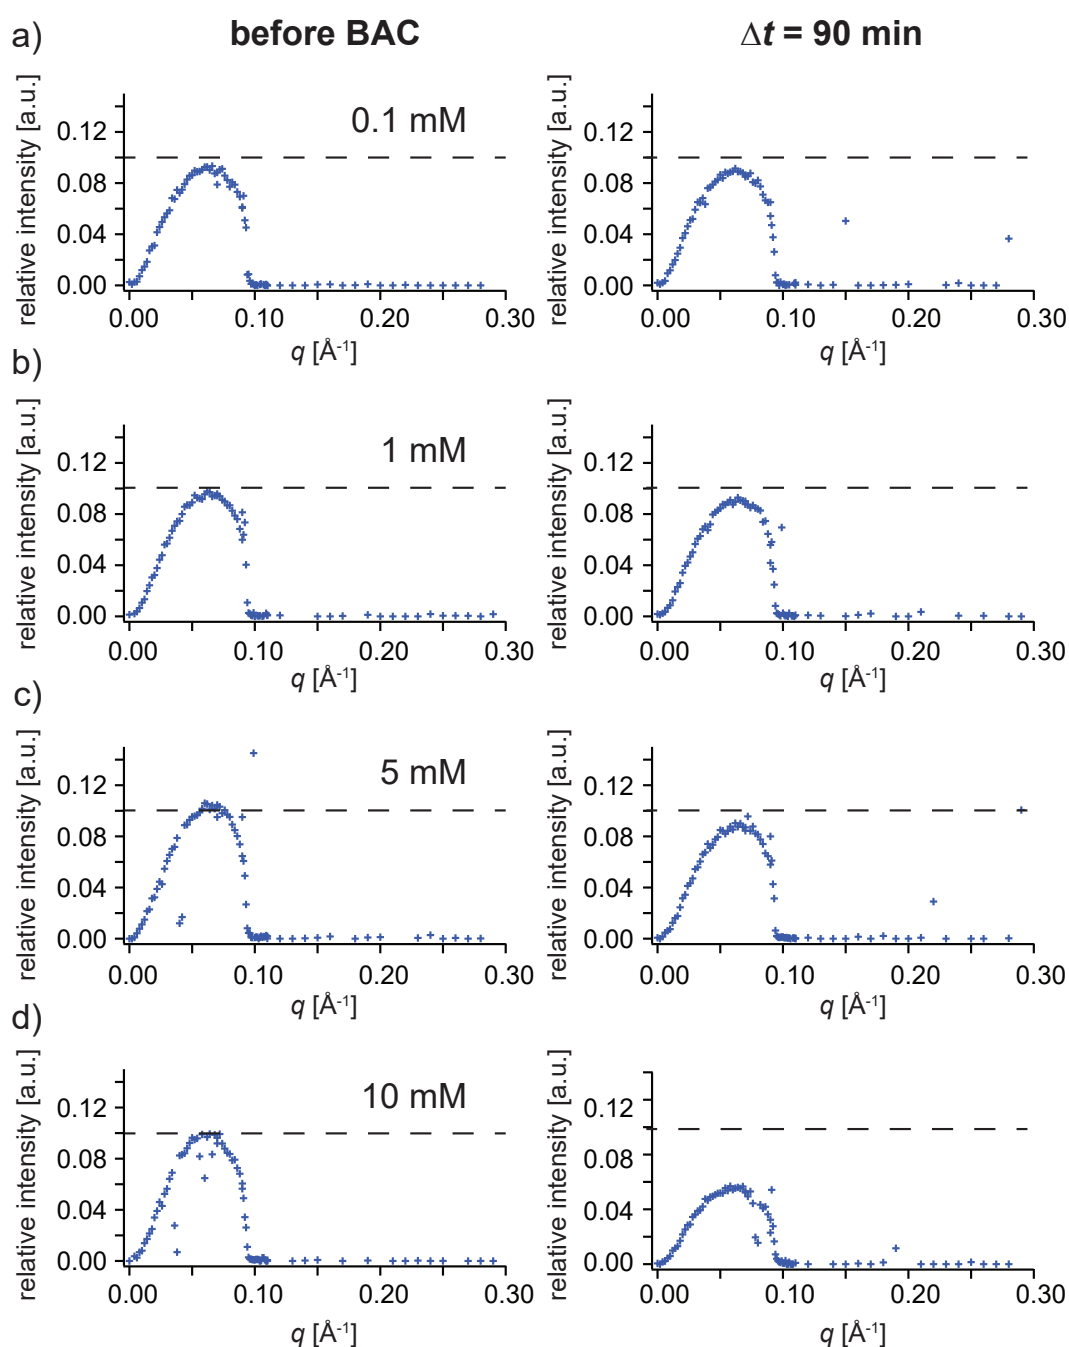 a)
before BAC
Δt = 90 min
relative intensity [a.u.]
0.12
0.08
0.04
0.00
0.1 mM
0.00 0.10 0.20 0.30
q [Å-1]
relative intensity [a.u.]
0.12
0.08
0.04
0.00
0.00 0.10 0.20 0.30
q [Å-1]
b)
relative intensity [a.u.]
0.12
0.08
0.04
0.00
1 mM
0.00 0.10 0.20 0.30
q [Å-1]
relative intensity [a.u.]
0.12
0.08
0.04
0.00
0.00 0.10 0.20 0.30
q [Å-1]
c)
relative intensity [a.u.]
0.12
0.08
0.04
0.00
5 mM
0.00 0.10 0.20 0.30
q [Å-1]
relative intensity [a.u.]
0.12
0.08
0.04
0.00
0.00 0.10 0.20 0.30
q [Å-1]
d)
relative intensity [a.u.]
0.12
0.08
0.04
0.00
10 mM
0.00 0.10 0.20 0.30
q [Å-1]
relative intensity [a.u.]
0.12
0.08
0.04
0.00
0.00 0.10 0.20 0.30
q [Å-1]